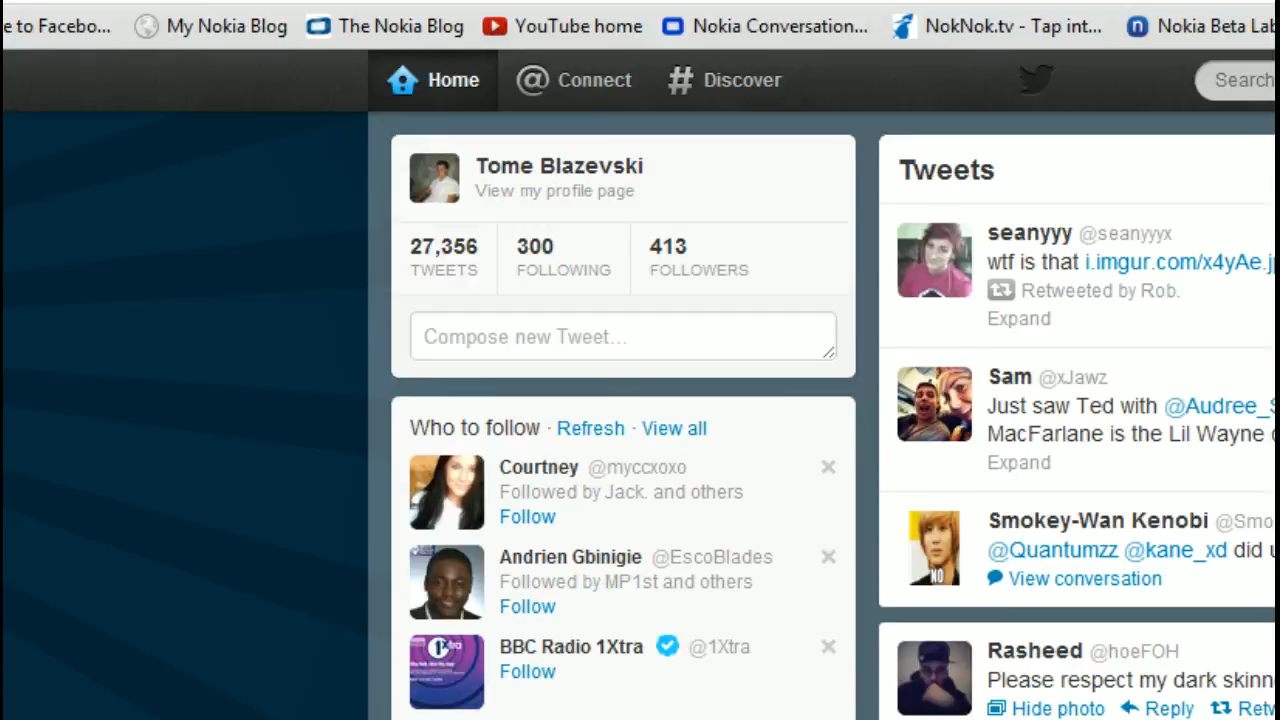 e to Facebo...
My Nokia Blog
The Nokia Blog
YouTube home
Nokia Conversation...
NokNok.tv - Tap int...
Nokia Beta Lab
Home
Connect
Discover
Search
Tome Blazevski
View my profile page
27,356
TWEETS
300
FOLLOWING
413
FOLLOWERS
Compose new Tweet...
Who to follow · Refresh · View all
Courtney @myccxoxo
Followed by Jack. and others
Follow
Andrien Gbinigie @EscoBlades
Followed by MP1st and others
Follow
1Xtra
BBC Radio 1Xtra @1Xtra
Follow
Tweets
seanyyy @seanyyyx
wtf is that i.imgur.com/x4yAe.j
Retweeted by Rob.
Expand
Sam @xJawz
Just saw Ted with @Audree_S
MacFarlane is the Lil Wayne
Expand
NO
Smokey-Wan Kenobi @Smo
@Quantumzz @kane_xd did
View conversation
Rasheed @hoeFOH
Please respect my dark skinn
Hide photo Reply Retw